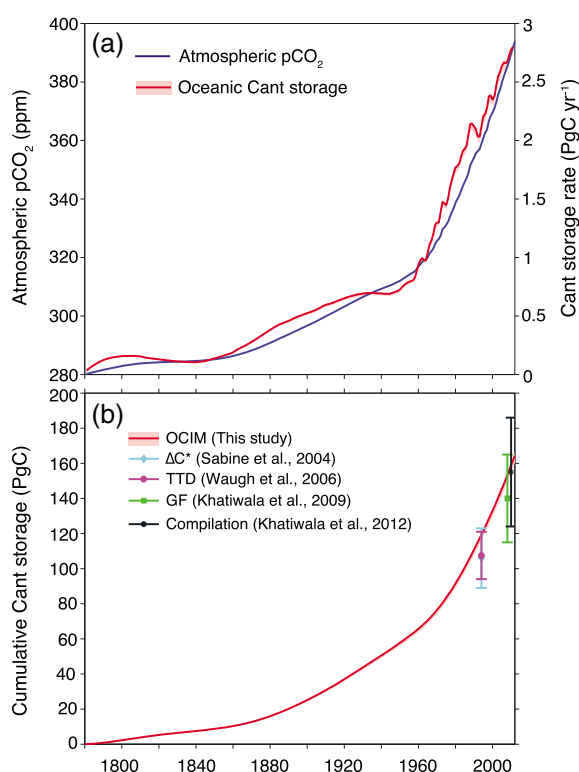 (a)
Atmospheric pCO2
Oceanic Cant storage
400
380
360
340
320
300
280
Atmospheric pCO2 (ppm)
3
2.5
2
1.5
1
0.5
0
Cant storage rate (PgC yr-1)
(b)
OCIM (This study)
ΔC* (Sabine et al., 2004)
TTD (Waugh et al., 2006)
GF (Khatiwala et al., 2009)
Compilation (Khatiwala et al., 2012)
200
180
160
140
120
100
80
60
40
20
0
Cumulative Cant storage (PgC)
1800 1840 1880 1920 1960 2000